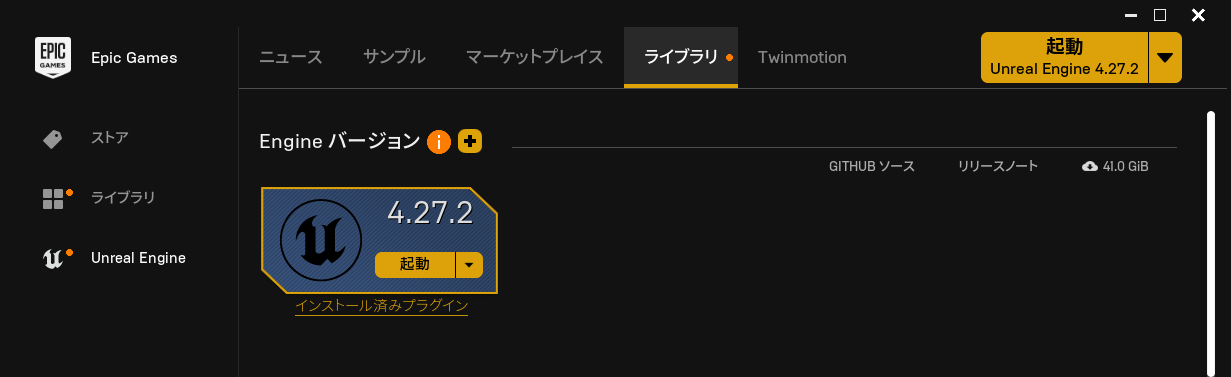 EPIC
GAMES
Epic Games
ニュース サンプル マーケットプレイス ライブラリ Twinmotion
起動
Unreal Engine 4.27.2
ストア
ライブラリ
Unreal Engine
Engine バージョン
GITHUB ソース リリースノート 41.0 GiB
4.27.2
起動
インストール済みプラグイン